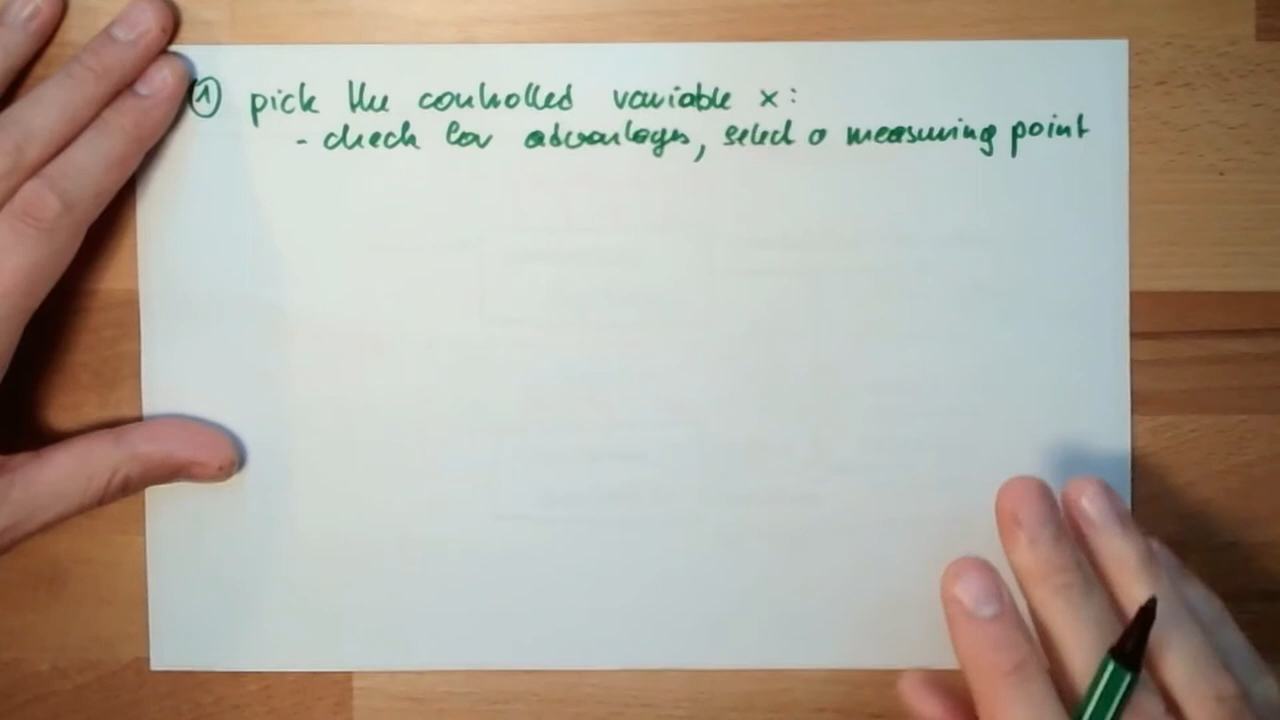 ① pick the controlled variable x:
- check for advantages, select a measuring point